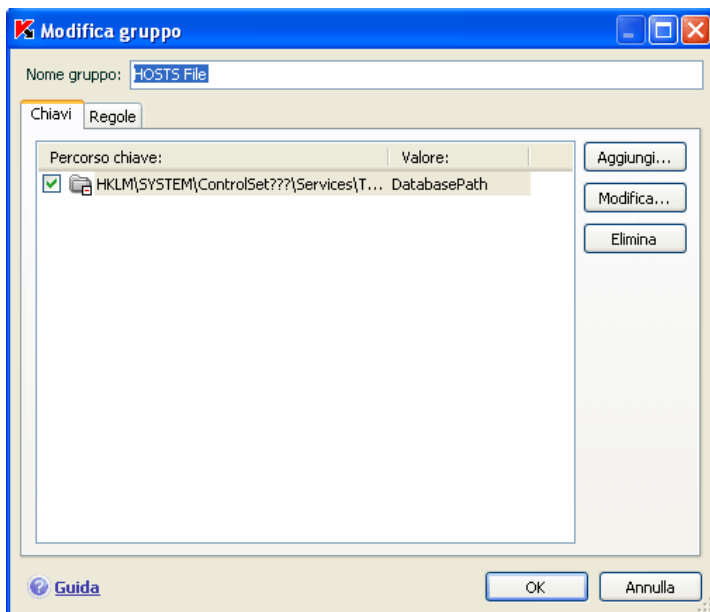 Modifica gruppo
Nome gruppo: HOSTS File
Chiavi Regole
Percorso chiave: Valore:
HKLM\SYSTEM\ControlSet???\Services\T... DatabasePath
Aggiungi...
Modifica...
Elimina
Guida
OK Annulla